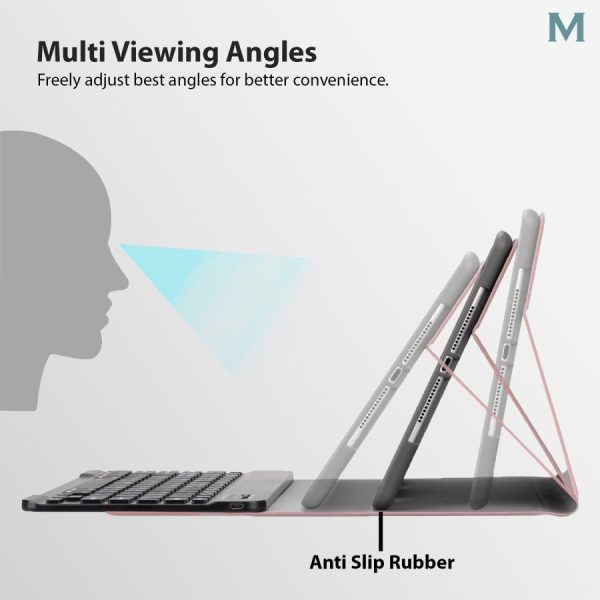 M
Multi Viewing Angles
Freely adjust best angles for better convenience.
Anti Slip Rubber